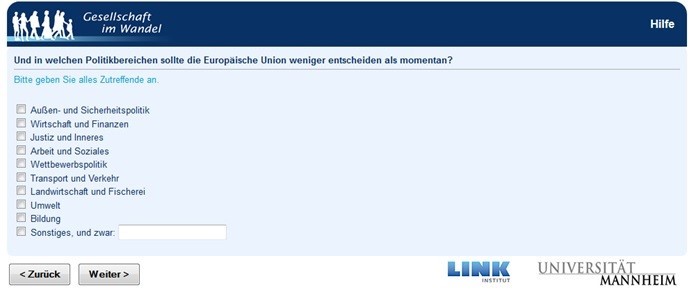 Gesellschaft
im Wandel
Hilfe
Und in welchen Politikbereichen sollte die Europäische Union weniger entscheiden als momentan?
Bitte geben Sie alles Zutreffende an.
Außen- und Sicherheitspolitik
Wirtschaft und Finanzen
Justiz und Inneres
Arbeit und Soziales
Wettbewerbspolitik
Transport und Verkehr
Landwirtschaft und Fischerei
Umwelt
Bildung
Sonstiges, und zwar:
< Zurück Weiter >
LINK
INSTITUT
UNIVERSITÄT
MANNHEIM